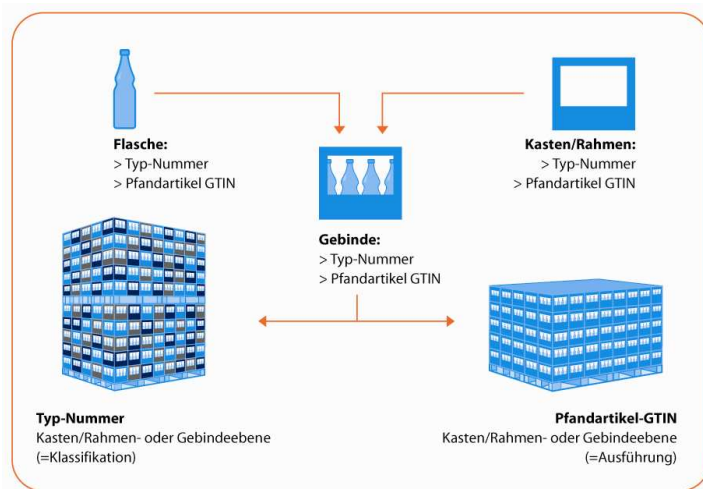 Flasche:
> Typ-Nummer
> Pfandartikel GTIN
Kasten/Rahmen:
> Typ-Nummer
> Pfandartikel GTIN
Gebinde:
> Typ-Nummer
> Pfandartikel GTIN
Typ-Nummer
Kasten/Rahmen- oder Gebindeebene
(=Klassifikation)
Pfandartikel-GTIN
Kasten/Rahmen- oder Gebindeebene
(=Ausführung)